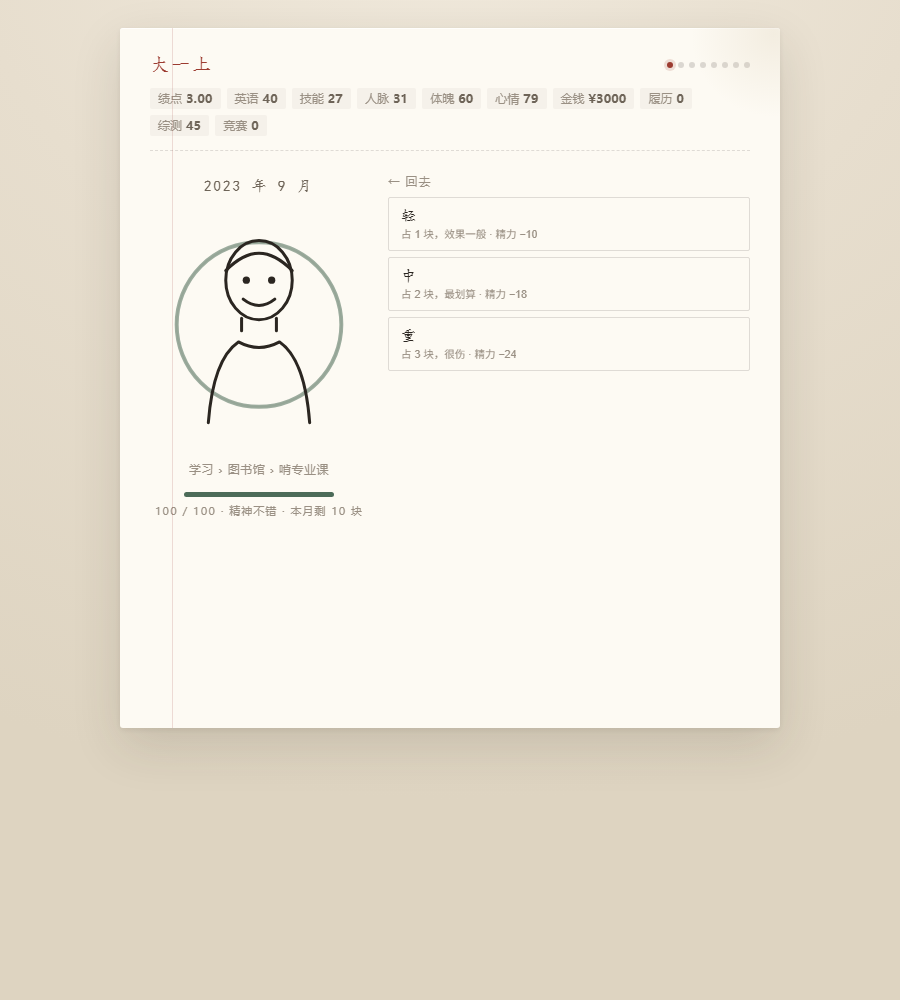 大一上
绩点 3.00 英语 40 技能 27 人脉 31 体魄 60 心情 79 金钱 ¥3000 履历 0
综测 45 竞赛 0
2023 年 9 月
学习 › 图书馆 › 啃专业课
100 / 100 · 精神不错 · 本月剩 10 块
← 回去
轻
占 1 块，效果一般 · 精力 −10
中
占 2 块，最划算 · 精力 −18
重
占 3 块，很伤 · 精力 −24